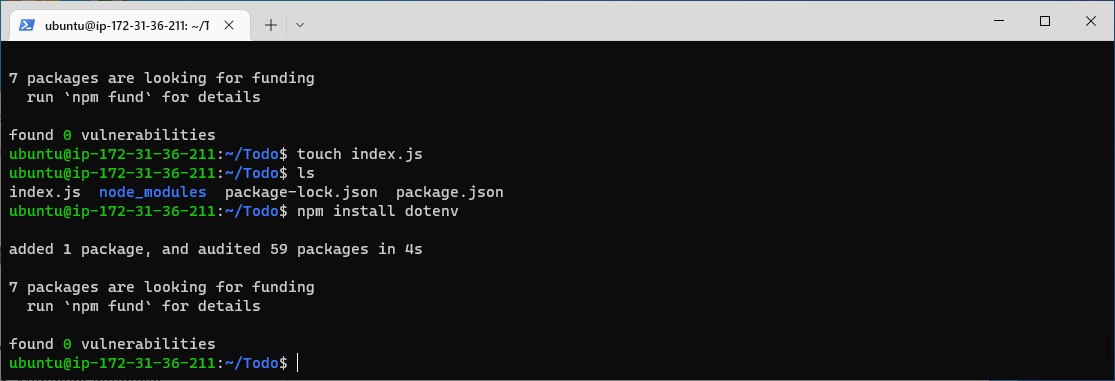 ubuntu@ip-172-31-36-211: ~/T
7 packages are looking for funding
  run `npm fund` for details
found 0 vulnerabilities
ubuntu@ip-172-31-36-211:~/Todo$ touch index.js
ubuntu@ip-172-31-36-211:~/Todo$ ls
index.js  node_modules  package-lock.json  package.json
ubuntu@ip-172-31-36-211:~/Todo$ npm install dotenv
added 1 package, and audited 59 packages in 4s
7 packages are looking for funding
  run `npm fund` for details
found 0 vulnerabilities
ubuntu@ip-172-31-36-211:~/Todo$